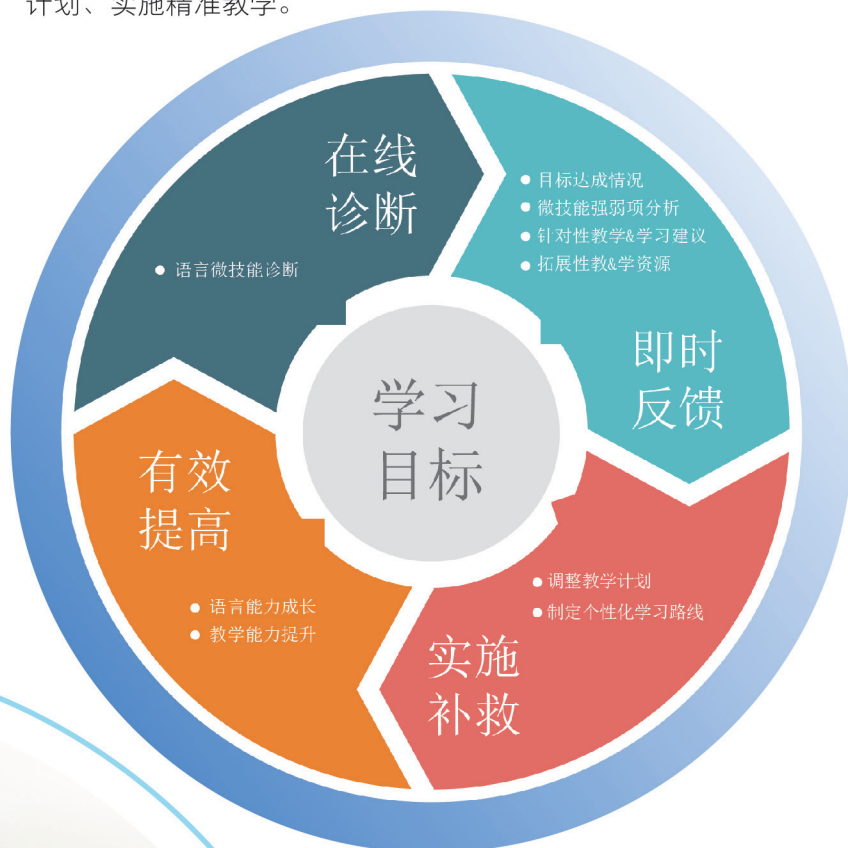 计划、实施精准教学。
在线
诊断
● 语言微技能诊断
● 目标达成情况
● 微技能强弱项分析
● 针对性教学&学习建议
● 拓展性教&学资源
即时
反馈
学习
目标
有效
提高
● 语言能力成长
● 教学能力提升
● 调整教学计划
● 制定个性化学习路线
实施
补救